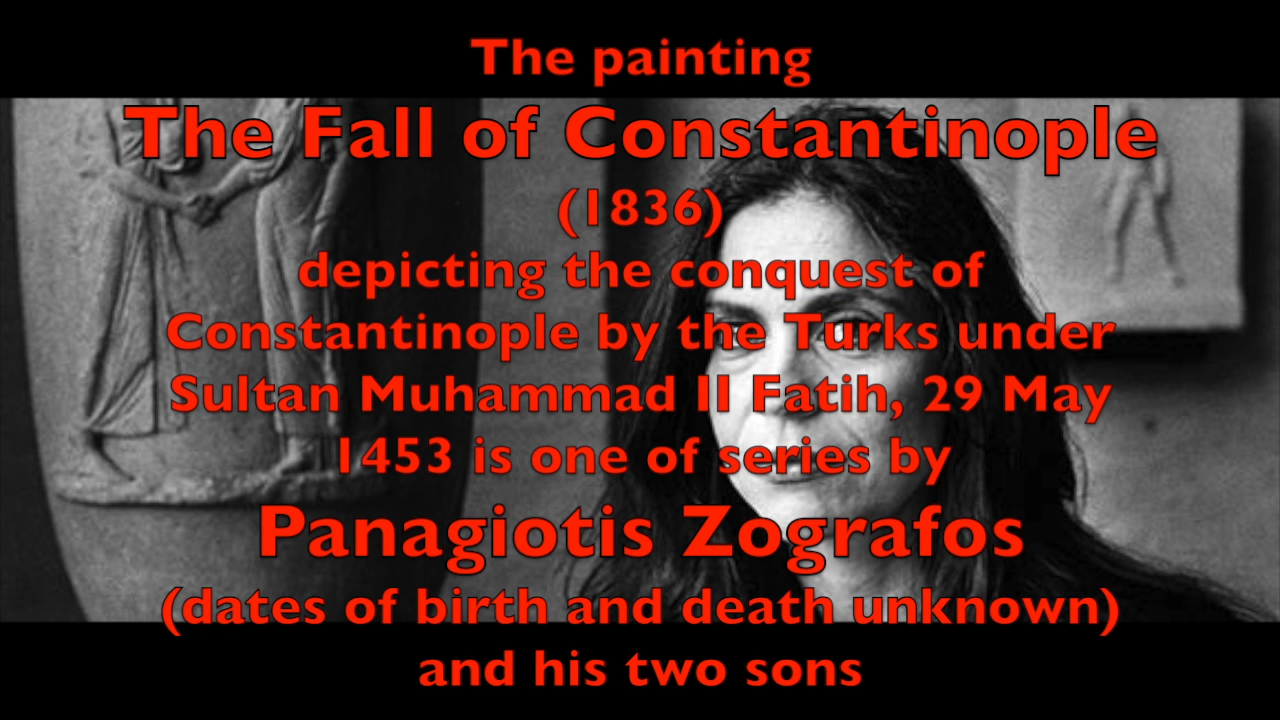 The painting
The Fall of Constantinople
(1836)
depicting the conquest of
Constantinople by the Turks under
Sultan Muhammad II Fatih, 29 May
1453 is one of series by
Panagiotis Zografos
(dates of birth and death unknown)
and his two sons